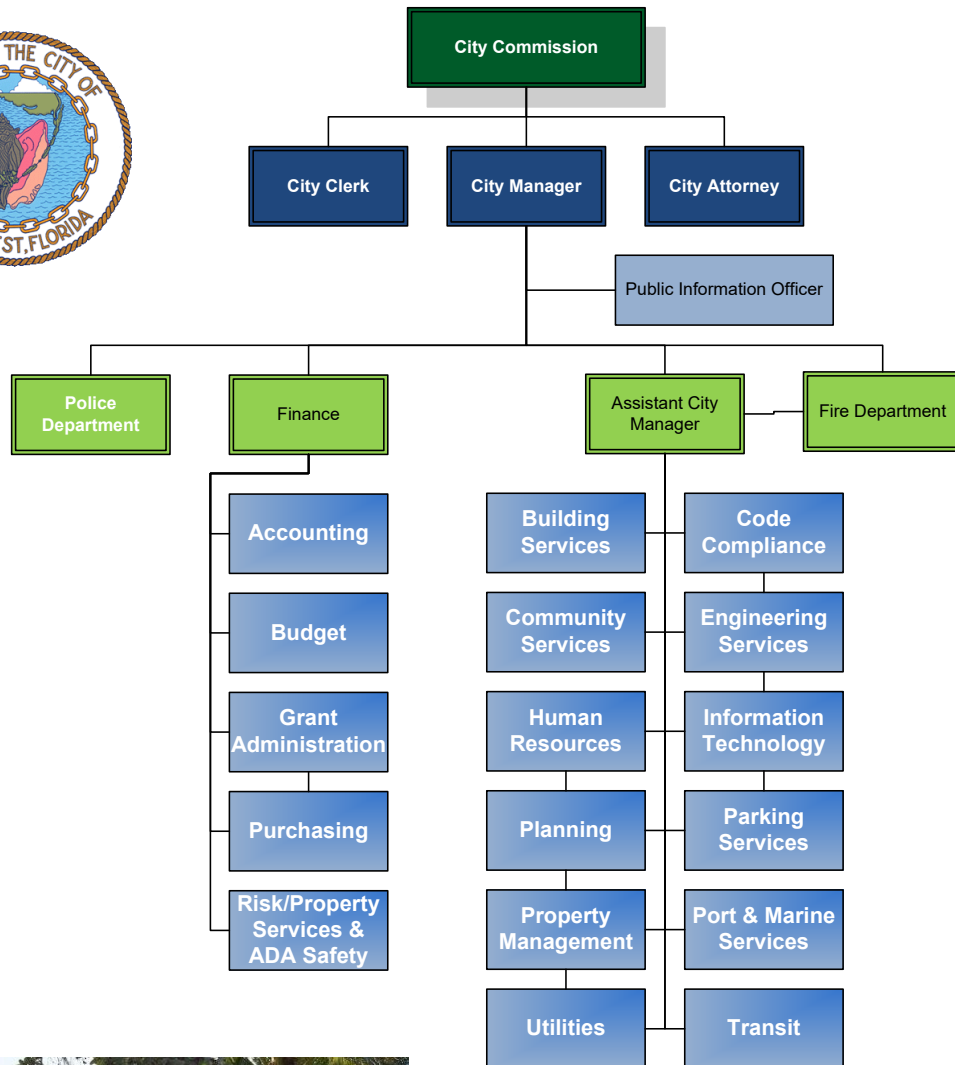 THE CITY OF
ST, FLORIDA
City Commission
City Clerk
City Manager
City Attorney
Public Information Officer
Police
Department
Finance
Assistant City
Manager
Fire Department
Accounting
Budget
Grant
Administration
Purchasing
Risk/Property
Services &
ADA Safety
Building
Services
Code
Compliance
Community
Services
Engineering
Services
Human
Resources
Information
Technology
Planning
Parking
Services
Property
Management
Port & Marine
Services
Utilities
Transit